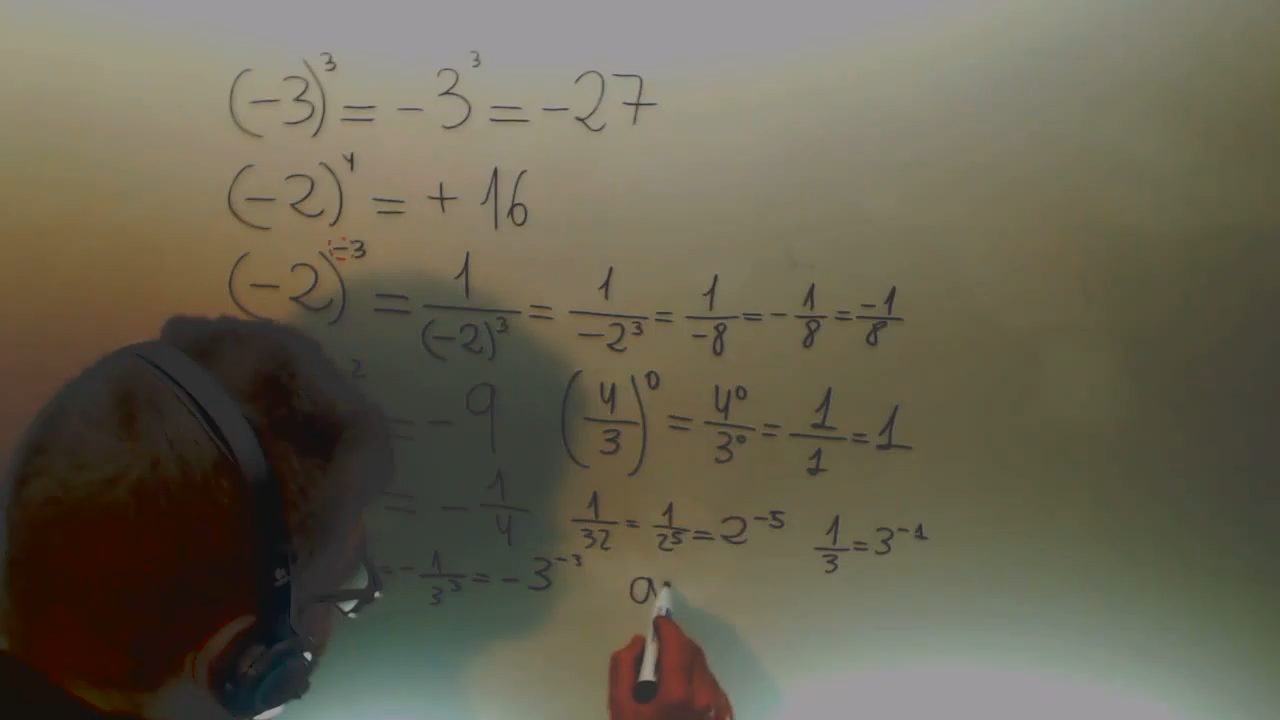 (-3)³ = -3³ = -27
(-2)⁴ = + 16
(-2)⁻³ = 1/(-2)³ = 1/-2³ = 1/-8 = -1/8 = -1/8
² = -9 (4/3)⁰ = 4⁰/3⁰ = 1/1 = 1
= -1/4 1/32 = 1/2⁵ = 2⁻⁵ 1/3 = 3⁻¹
= -1/3³ = -3⁻³ a